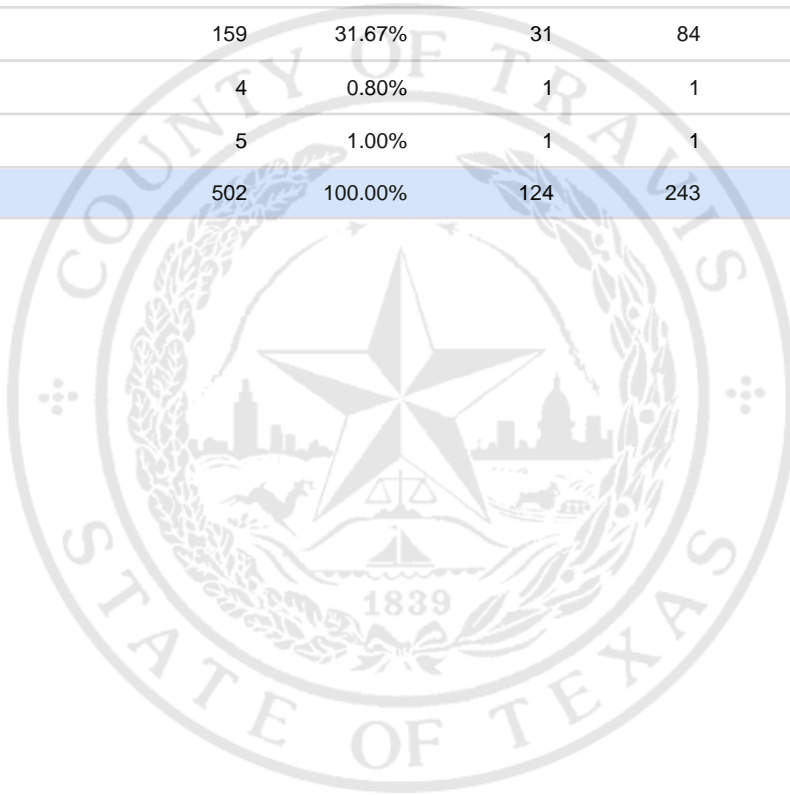 159 31.67% 31 84
4 0.80% 1 1
5 1.00% 1 1
502 100.00% 124 243
COUNTY OF TRAVIS
1839
STATE OF TEXAS